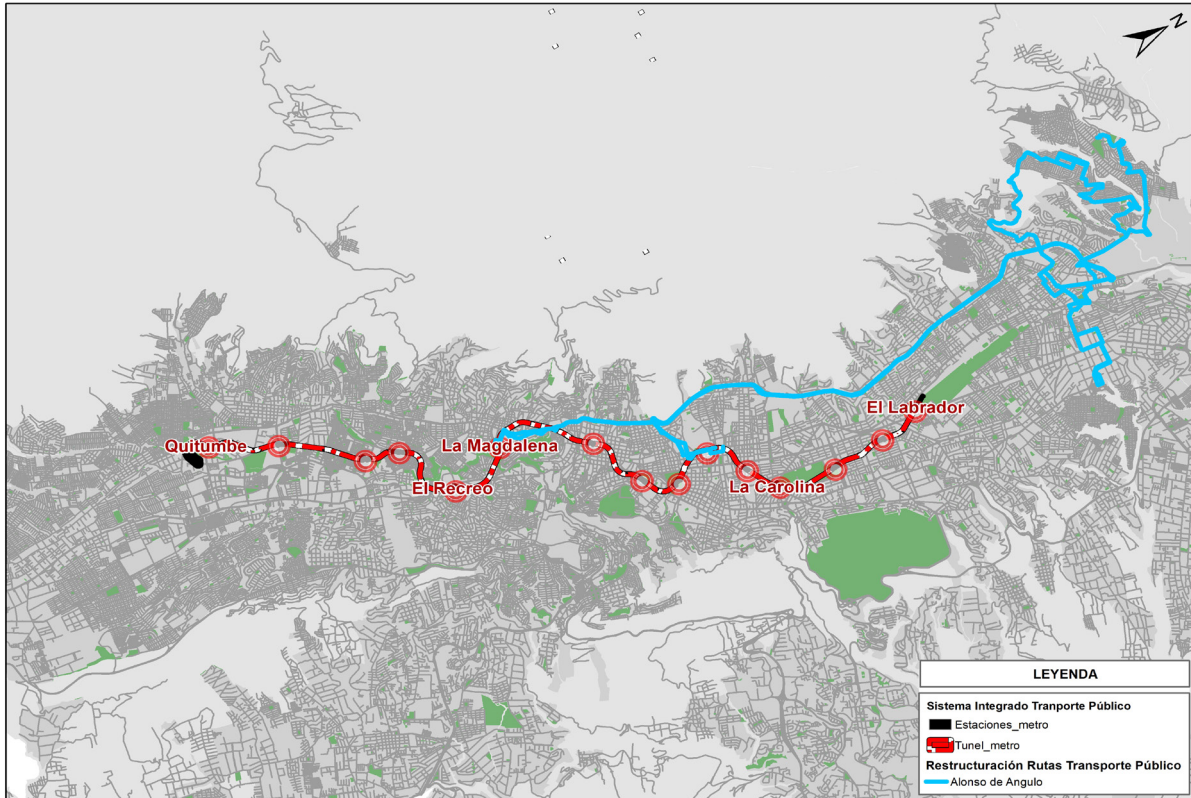 N
El Labrador
Quitumbe
La Magdalena
El Recreo
La Carolina
LEYENDA
Sistema Integrado Tranporte Público
Estaciones_metro
Tunel_metro
Restructuración Rutas Transporte Público
Alonso de Angulo